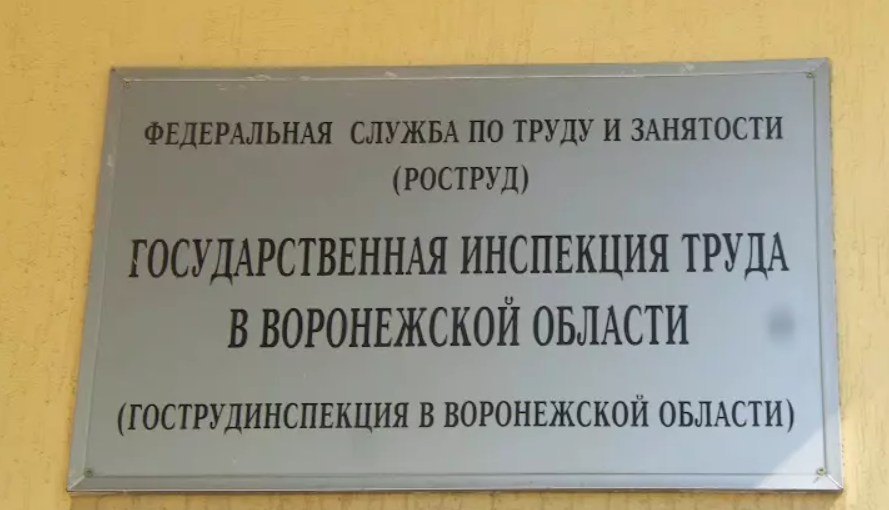 ФЕДЕРАЛЬНАЯ СЛУЖБА ПО ТРУДУ И ЗАНЯТОСТИ
(РОСТРУД)
ГОСУДАРСТВЕННАЯ ИНСПЕКЦИЯ ТРУДА
В ВОРОНЕЖСКОЙ ОБЛАСТИ
(ГОСТРУДИНСПЕКЦИЯ В ВОРОНЕЖСКОЙ ОБЛАСТИ)